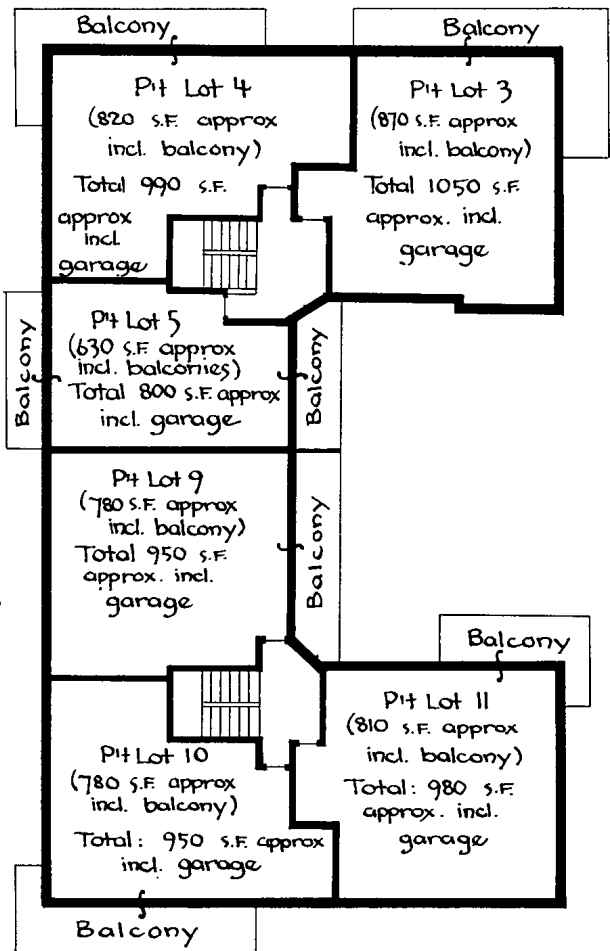 Balcony
Balcony
Pt Lot 4
(820 S.F. approx
incl. balcony)
Total 990 S.F.
approx
incl.
garage
Pt Lot 3
(870 S.F. approx
incl. balcony)
Total 1050 S.F.
approx. incl.
garage
Balcony
Pt Lot 5
(630 S.F. approx
incl. balconies)
Total 800 S.F. approx
incl. garage
Balcony
Pt Lot 9
(780 S.F. approx
incl. balcony)
Total 950 S.F.
approx. incl.
garage
Balcony
Balcony
Pt Lot 10
(780 S.F. approx
incl. balcony)
Total: 950 S.F. approx
incl. garage
Pt Lot 11
(810 S.F. approx
incl. balcony)
Total: 980 S.F.
approx. incl.
garage
Balcony